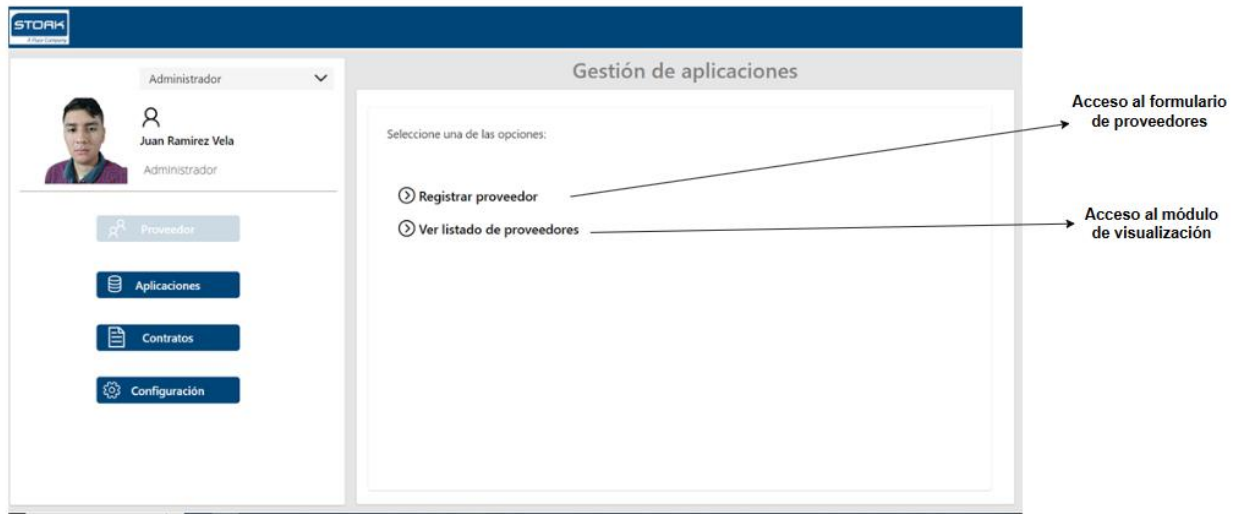 STORK
Gestión de aplicaciones
Administrador
Juan Ramírez Vela
Administrador
Proveedor
Aplicaciones
Contratos
Configuración
Seleccione una de las opciones:
Registrar proveedor
Ver listado de proveedores
Acceso al formulario
de proveedores
Acceso al módulo
de visualización